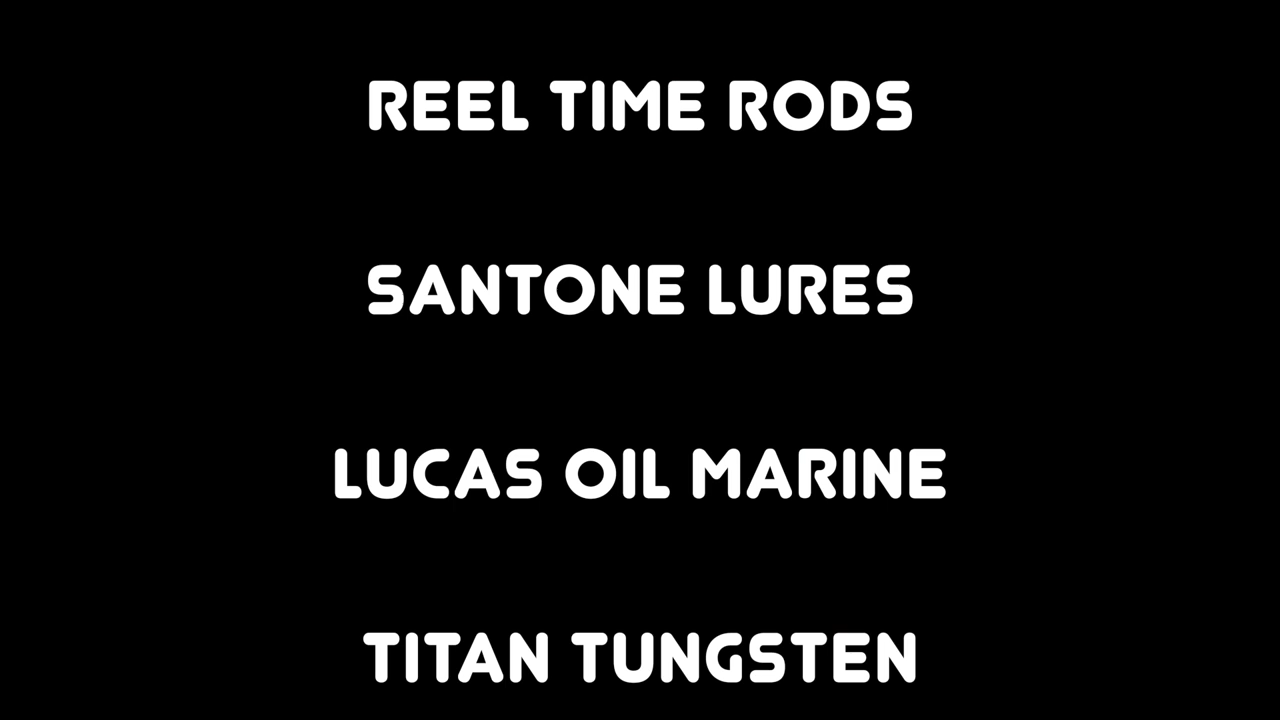 REEL TIME RODS
SANTONE LURES
LUCAS OIL MARINE
TITAN TUNGSTEN